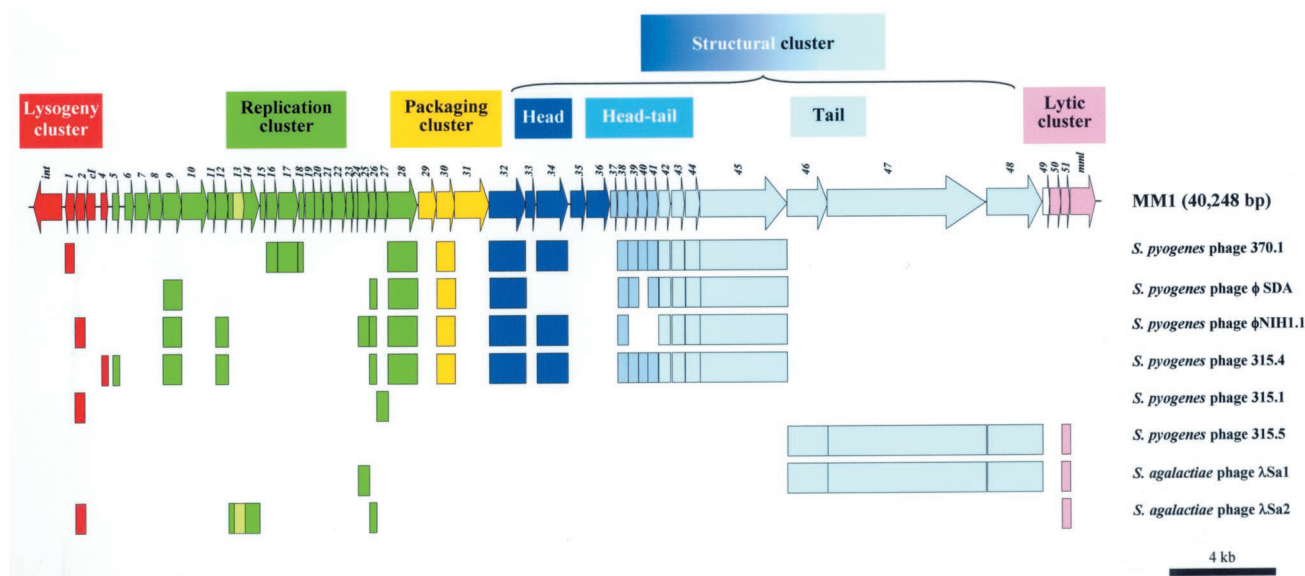 Structural cluster
Lysogeny
cluster
Replication
cluster
Packaging
cluster
Head
Head-tail
Tail
Lytic
cluster
int 1 2 cI 4 5 6 7 8 9 10 11 12 13 14 15 16 17 18 19 20 21 22 23 24 25 26 27 28 29 30 31 32 33 34 35 36 37 38 39 40 41 42 43 44 45 46 47 48 49 50 51 mml
MM1 (40,248 bp)
S. pyogenes phage 370.1
S. pyogenes phage ϕ SDA
S. pyogenes phage ϕNIH1.1
S. pyogenes phage 315.4
S. pyogenes phage 315.1
S. pyogenes phage 315.5
S. agalactiae phage λSa1
S. agalactiae phage λSa2
4 kb